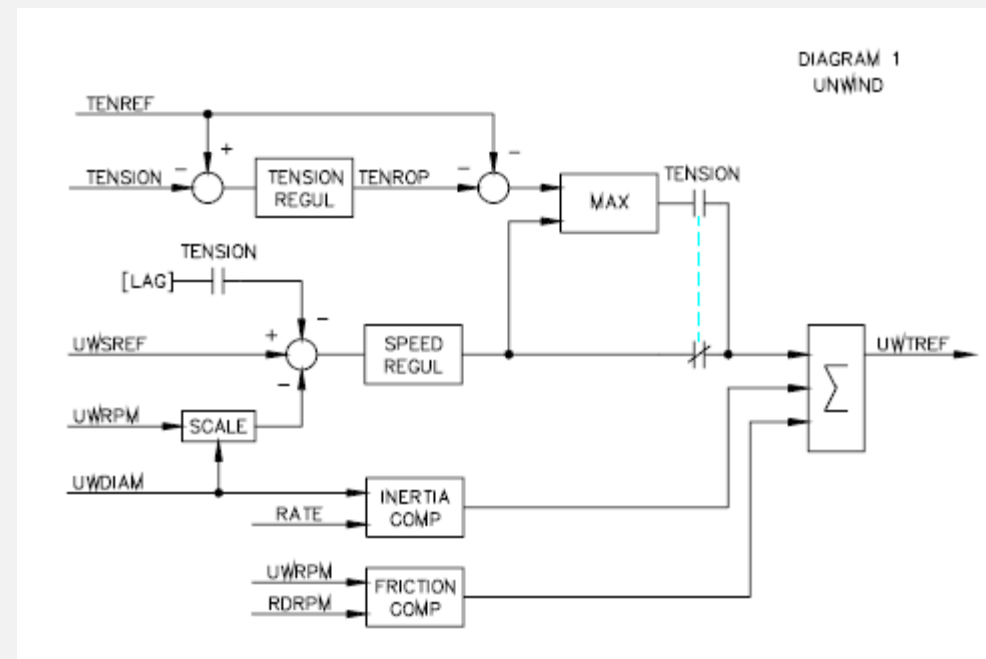 DIAGRAM 1
UNWIND
TENREF
+
-
-
TENSION
TENSION
REGUL
TENROP
-
MAX
TENSION
TENSION
[LAG]
-
+
UWSREF
SPEED
REGUL
-
UWTREF
Σ
UWRPM
SCALE
UWDIAM
INERTIA
COMP
RATE
UWRPM
FRICTION
COMP
RDRPM